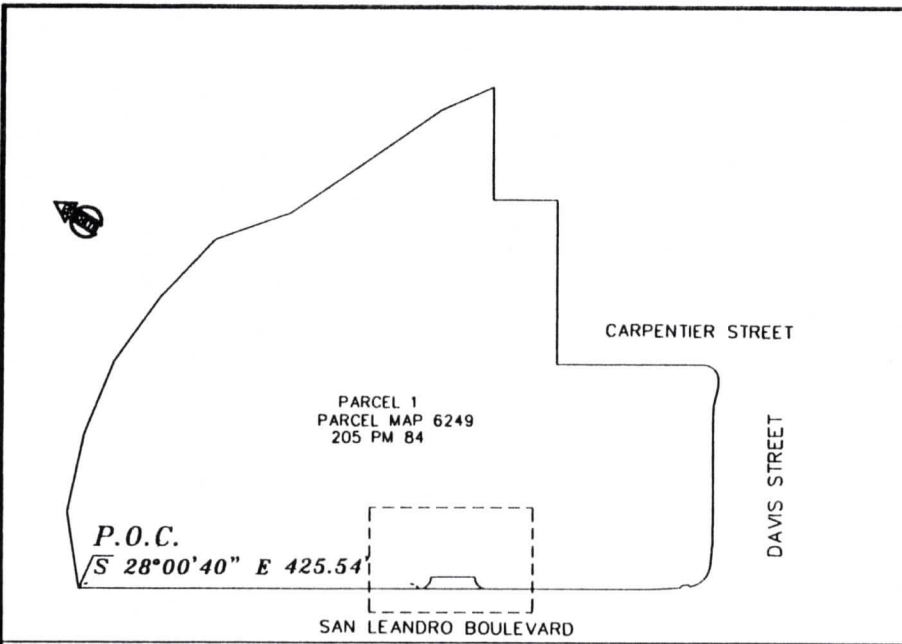 CARPENTIER STREET
PARCEL 1
PARCEL MAP 6249
205 PM 84
DAVIS STREET
P.O.C.
S 28°00'40" E 425.54'
SAN LEANDRO BOULEVARD